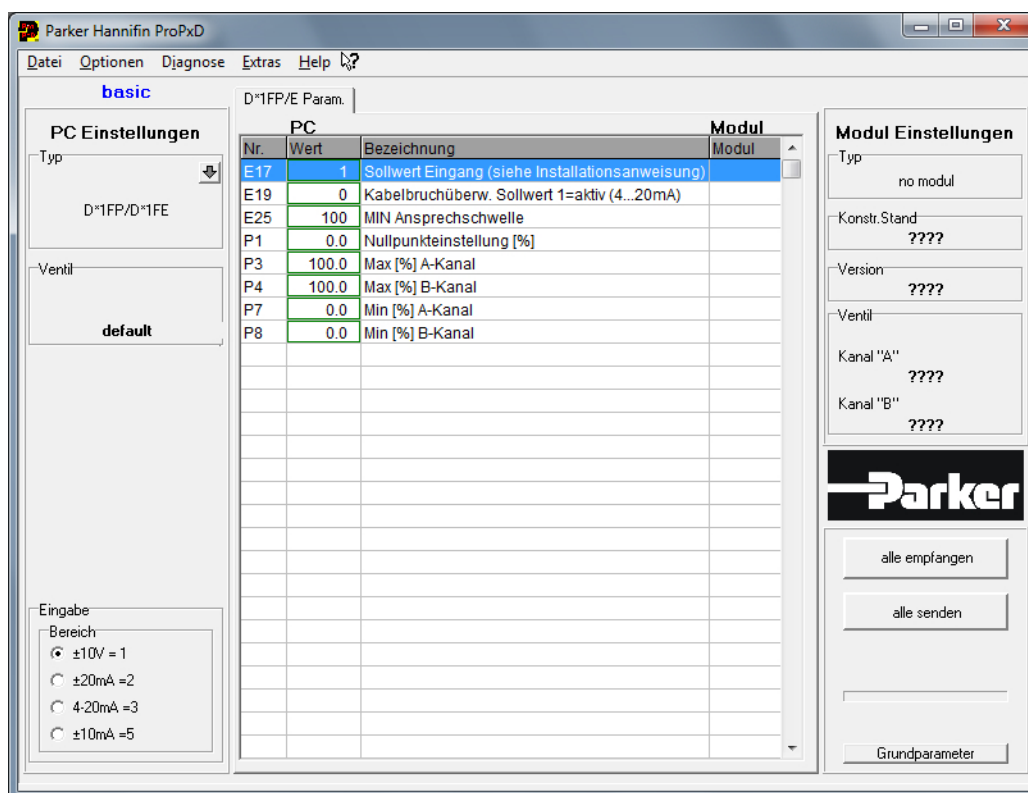 Parker Hannifin ProPxD
Datei Optionen Diagnose Extras Help
basic
D*1FP/E Param.
PC Einstellungen
Typ
D*1FP/D*1FE
Ventil
default
Eingabe
Bereich
±10V = 1
±20mA =2
4-20mA =3
±10mA =5
PC Modul
Nr. Wert Bezeichnung Modul
E17 1 Sollwert Eingang (siehe Installationsanweisung)
E19 0 Kabelbruchüberw. Sollwert 1=aktiv (4...20mA)
E25 100 MIN Ansprechschwelle
P1 0.0 Nullpunkteinstellung [%]
P3 100.0 Max [%] A-Kanal
P4 100.0 Max [%] B-Kanal
P7 0.0 Min [%] A-Kanal
P8 0.0 Min [%] B-Kanal
Modul Einstellungen
Typ
no modul
Konstr.Stand
????
Version
????
Ventil
Kanal "A"
????
Kanal "B"
????
Parker
alle empfangen
alle senden
Grundparameter